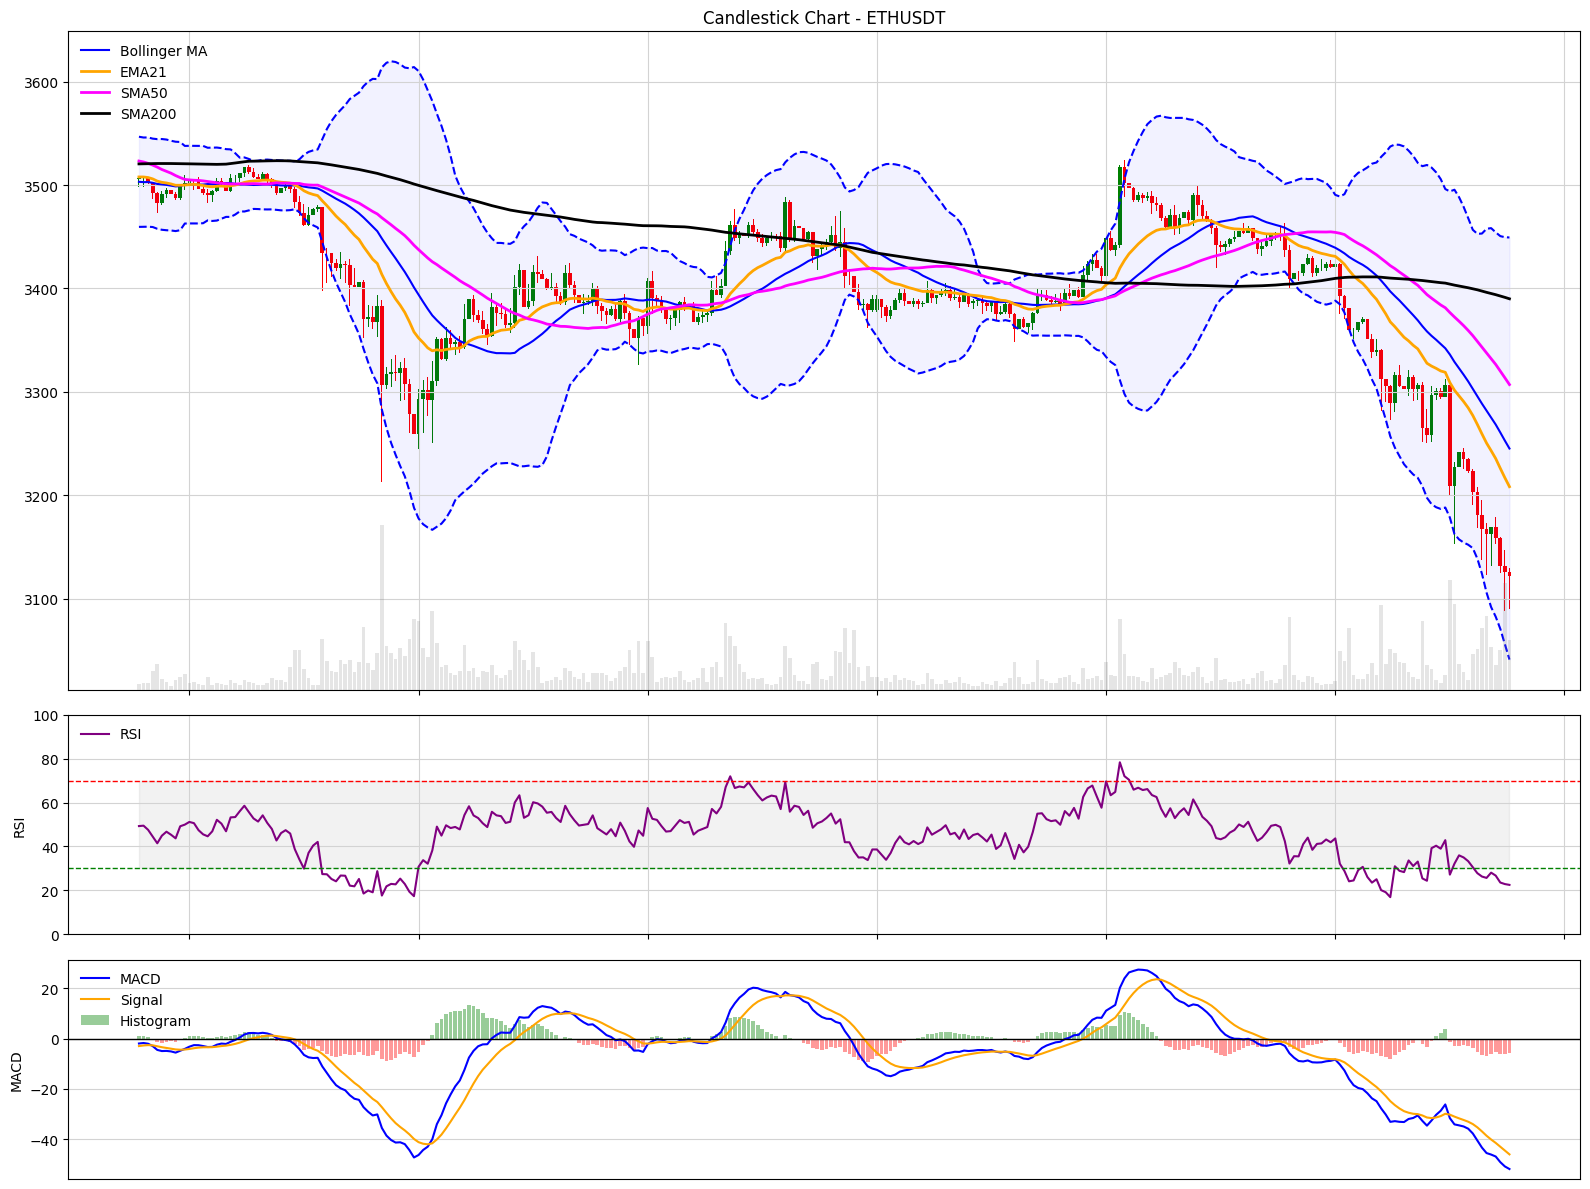 Candlestick Chart - ETHUSDT
Bollinger MA
EMA21
SMA50
SMA200
3600
3500
3400
3300
3200
3100
RSI
100
80
60
40
20
0
RSI
MACD
Signal
Histogram
20
0
−20
−40
MACD